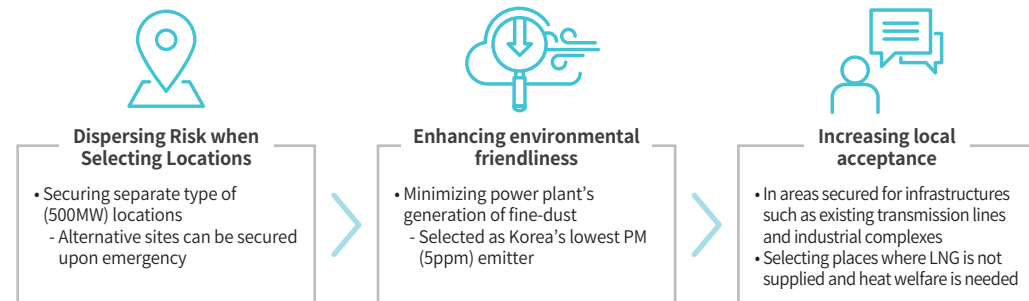 Dispersing Risk when
Selecting Locations
• Securing separate type of
(500MW) locations
- Alternative sites can be secured
upon emergency
Enhancing environmental
friendliness
• Minimizing power plant's
generation of fine-dust
- Selected as Korea's lowest PM
(5ppm) emitter
Increasing local
acceptance
• In areas secured for infrastructures
such as existing transmission lines
and industrial complexes
• Selecting places where LNG is not
supplied and heat welfare is needed